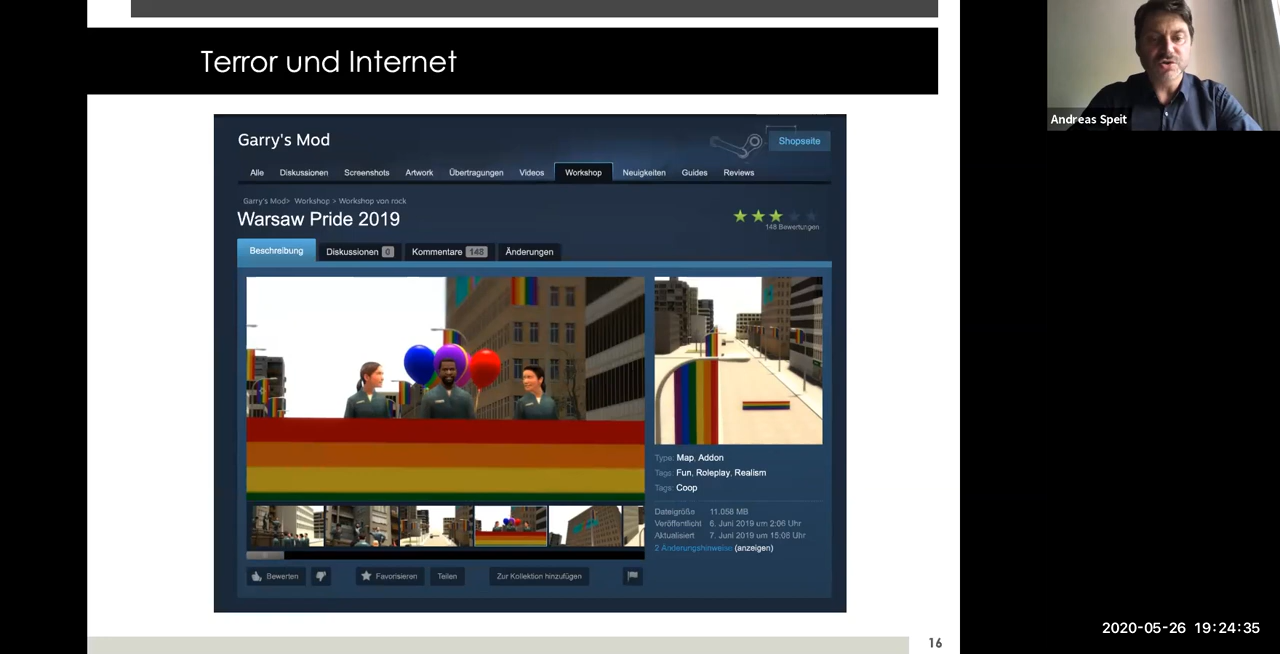 Terror und Internet
Andreas Speit
Garry's Mod
Shopseite
Alle Diskussionen Screenshots Artwork Übertragungen Videos Workshop Neuigkeiten Guides Reviews
Garry's Mod> Workshop > Workshop von rock
Warsaw Pride 2019
148 Bewertungen
Beschreibung Diskussionen 0 Kommentare 148 Änderungen
Type: Map, Addon
Tags: Fun, Roleplay, Realism
Tags: Coop
Dateigröße 11.058 MB
Veröffentlicht 6. Juni 2019 um 2:06 Uhr
Aktualisiert 7. Juni 2019 um 15:08 Uhr
2 Änderungshinweise (anzeigen)
Bewerten Favorisieren Teilen Zur Kollektion hinzufügen
2020-05-26 19:24:35
16